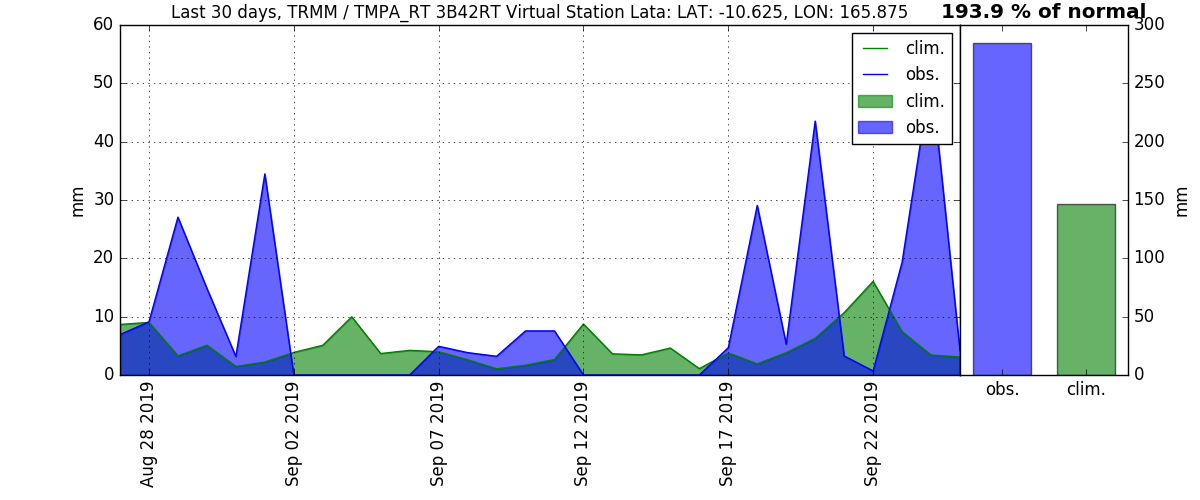 Last 30 days, TRMM / TMPA_RT 3B42RT Virtual Station Lata: LAT: -10.625, LON: 165.875
193.9 % of normal
60
50
40
30
20
10
0
mm
clim.
obs.
clim.
obs.
300
250
200
150
100
50
0
mm
Aug 28 2019
Sep 02 2019
Sep 07 2019
Sep 12 2019
Sep 17 2019
Sep 22 2019
obs.
clim.